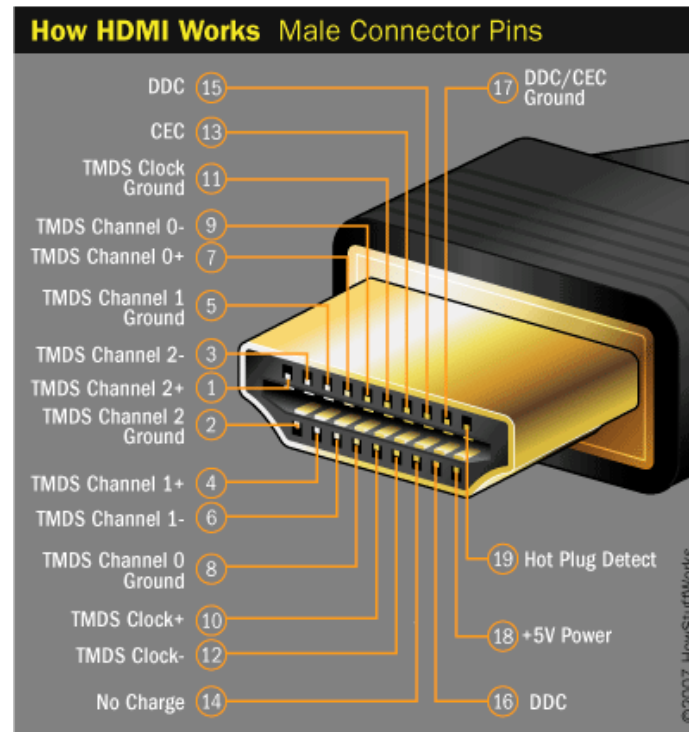 How HDMI Works Male Connector Pins
DDC 15
17 DDC/CEC
Ground
CEC 13
TMDS Clock
Ground 11
TMDS Channel 0- 9
TMDS Channel 0+ 7
TMDS Channel 1
Ground 5
TMDS Channel 2- 3
TMDS Channel 2+ 1
TMDS Channel 2
Ground 2
TMDS Channel 1+ 4
TMDS Channel 1- 6
TMDS Channel 0
Ground 8
19 Hot Plug Detect
TMDS Clock+ 10
18 +5V Power
TMDS Clock- 12
No Charge 14
16 DDC
©2007 HowStuffWorks